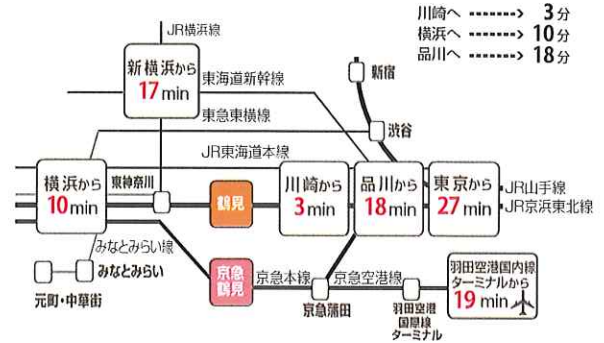 川崎へ 3分
横浜へ 10分
品川へ 18分
JR横浜線
新横浜から
17min
東海道新幹線
新宿
東急東横線
渋谷
JR東海道本線
横浜から
10min
東神奈川
鶴見
川崎から
3min
品川から
18min
東京から
27min
JR山手線
JR京浜東北線
みなとみらい線
みなとみらい
元町・中華街
京急
鶴見
京急本線
京急蒲田
京急空港線
羽田空港
国際線
ターミナル
羽田空港国内線
ターミナルから
19 min